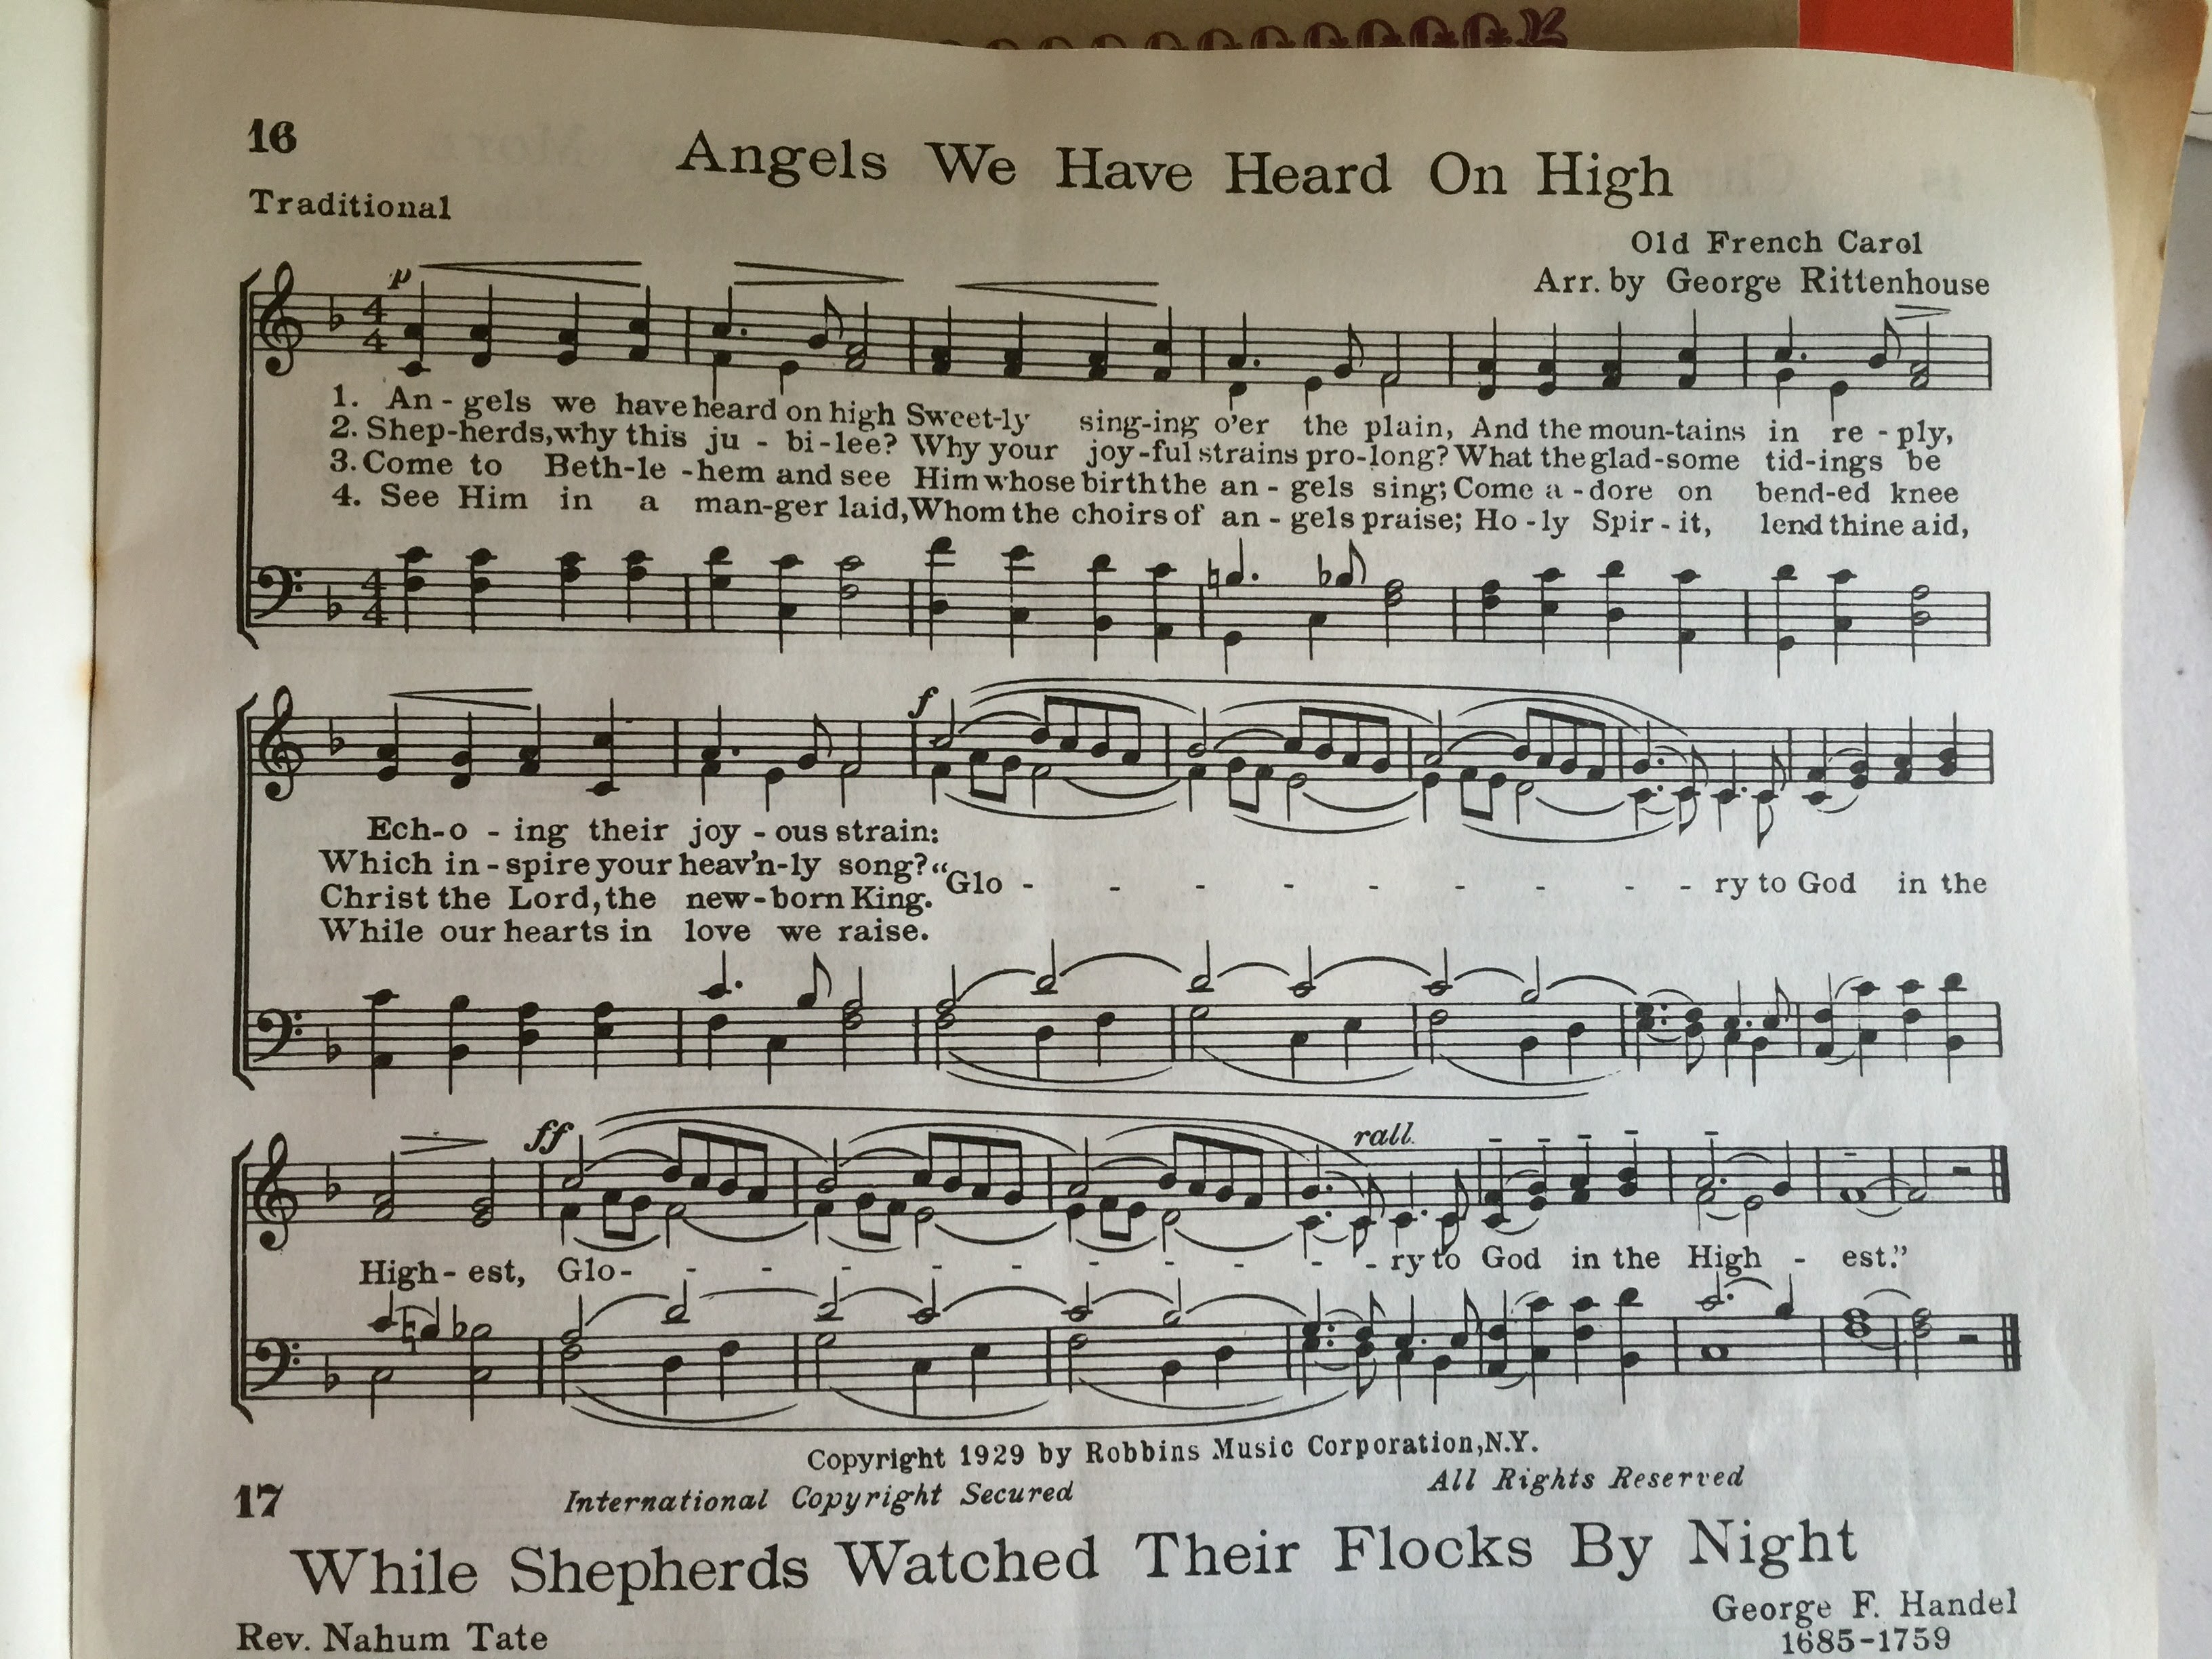 16
Angels We Have Heard On High
Traditional
Old French Carol
Arr. by George Rittenhouse
p
4 4
1. An - gels we have heard on high Sweet-ly sing-ing o'er the plain, And the moun-tains in re - ply,
2. Shep-herds, why this ju - bi - lee? Why your joy-ful strains pro-long? What the glad-some tid-ings be
3. Come to Beth-le - hem and see Him whose birth the an - gels sing; Come a - dore on bend-ed knee
4. See Him in a man-ger laid, Whom the choirs of an - gels praise; Ho - ly Spir - it, lend thine aid,
4 4
f
Ech-o - ing their joy - ous strain:
Which in - spire your heav'n-ly song? "Glo - - - - - - - - - ry to God in the
Christ the Lord, the new-born King.
While our hearts in love we raise.
ff
rall.
High - est, Glo - - - - - - - - - - - ry to God in the High - est."
Copyright 1929 by Robbins Music Corporation, N.Y.
International Copyright Secured
All Rights Reserved
17
While Shepherds Watched Their Flocks By Night
George F. Handel
Rev. Nahum Tate
1685-1759